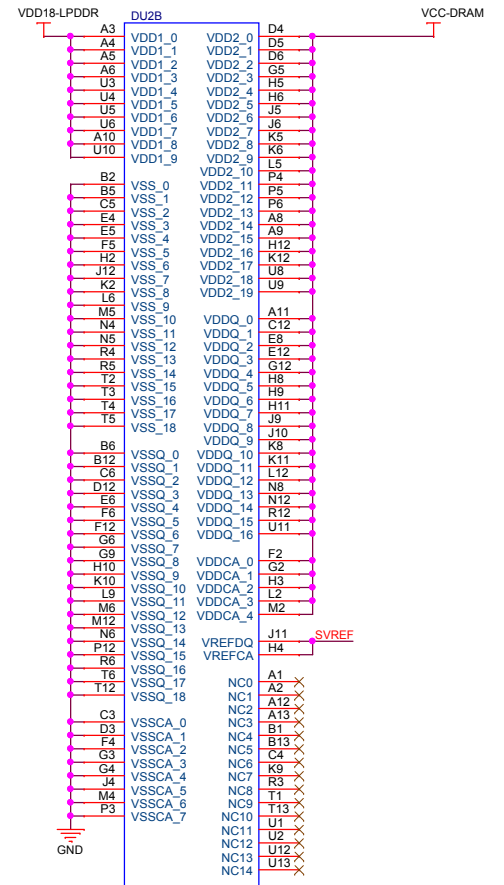 VDD18-LPDDR
DU2B
VCC-DRAM
A3 VDD1_0
A4 VDD1_1
A5 VDD1_2
A6 VDD1_3
U3 VDD1_4
U4 VDD1_5
U5 VDD1_6
U6 VDD1_7
A10 VDD1_8
U10 VDD1_9
B2 VSS_0
B5 VSS_1
C5 VSS_2
E4 VSS_3
E5 VSS_4
F5 VSS_5
H2 VSS_6
J12 VSS_7
K2 VSS_8
L6 VSS_9
M5 VSS_10
N4 VSS_11
N5 VSS_12
R4 VSS_13
R5 VSS_14
T2 VSS_15
T3 VSS_16
T4 VSS_17
T5 VSS_18
B6 VSSQ_0
B12 VSSQ_1
C6 VSSQ_2
D12 VSSQ_3
E6 VSSQ_4
F6 VSSQ_5
F12 VSSQ_6
G6 VSSQ_7
G9 VSSQ_8
H10 VSSQ_9
K10 VSSQ_10
L9 VSSQ_11
M6 VSSQ_12
M12 VSSQ_13
N6 VSSQ_14
P12 VSSQ_15
R6 VSSQ_16
T6 VSSQ_17
T12 VSSQ_18
C3 VSSCA_0
D3 VSSCA_1
F4 VSSCA_2
G3 VSSCA_3
G4 VSSCA_4
J4 VSSCA_5
M4 VSSCA_6
P3 VSSCA_7
GND
VDD2_0 D4
VDD2_1 D5
VDD2_2 D6
VDD2_3 G5
VDD2_4 H5
VDD2_5 H6
VDD2_6 J5
VDD2_7 J6
VDD2_8 K5
VDD2_9 K6
VDD2_10 L5
VDD2_11 P4
VDD2_12 P5
VDD2_13 P6
VDD2_14 A8
VDD2_15 A9
VDD2_16 H12
VDD2_17 K12
VDD2_18 U8
VDD2_19 U9
VDDQ_0 A11
VDDQ_1 C12
VDDQ_2 E8
VDDQ_3 E12
VDDQ_4 G12
VDDQ_5 H8
VDDQ_6 H9
VDDQ_7 H11
VDDQ_8 J9
VDDQ_9 J10
VDDQ_10 K8
VDDQ_11 K11
VDDQ_12 L12
VDDQ_13 N8
VDDQ_14 N12
VDDQ_15 R12
VDDQ_16 U11
VDDCA_0 F2
VDDCA_1 G2
VDDCA_2 H3
VDDCA_3 L2
VDDCA_4 M2
VREFDQ J11 SVREF
VREFCA H4
NC0 A1
NC1 A2
NC2 A12
NC3 A13
NC4 B1
NC5 B13
NC6 C4
NC7 K9
NC8 R3
NC9 T1
NC10 T13
NC11 U1
NC12 U2
NC13 U12
NC14 U13